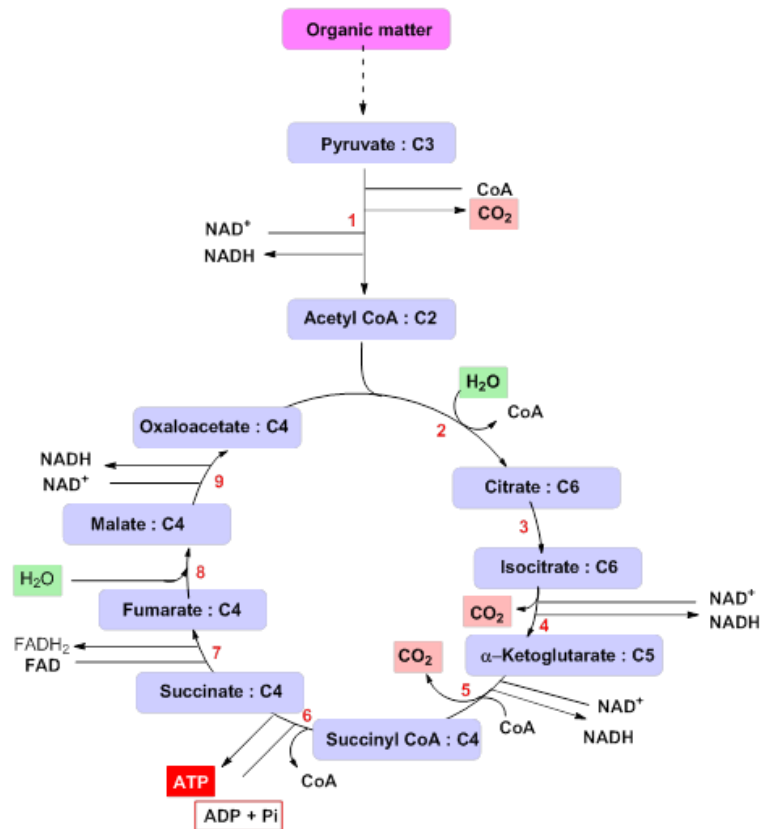 Organic matter
Pyruvate : C3
CoA
CO₂
1
NAD⁺
NADH
Acetyl CoA : C2
H₂O
CoA
Oxaloacetate : C4
2
NADH
NAD⁺
9
Citrate : C6
Malate : C4
3
Isocitrate : C6
H₂O
8
CO₂
NAD⁺
Fumarate : C4
4
NADH
FADH₂
FAD
7
CO₂
α–Ketoglutarate : C5
Succinate : C4
5
NAD⁺
6
CoA
NADH
Succinyl CoA : C4
ATP
CoA
ADP + Pi